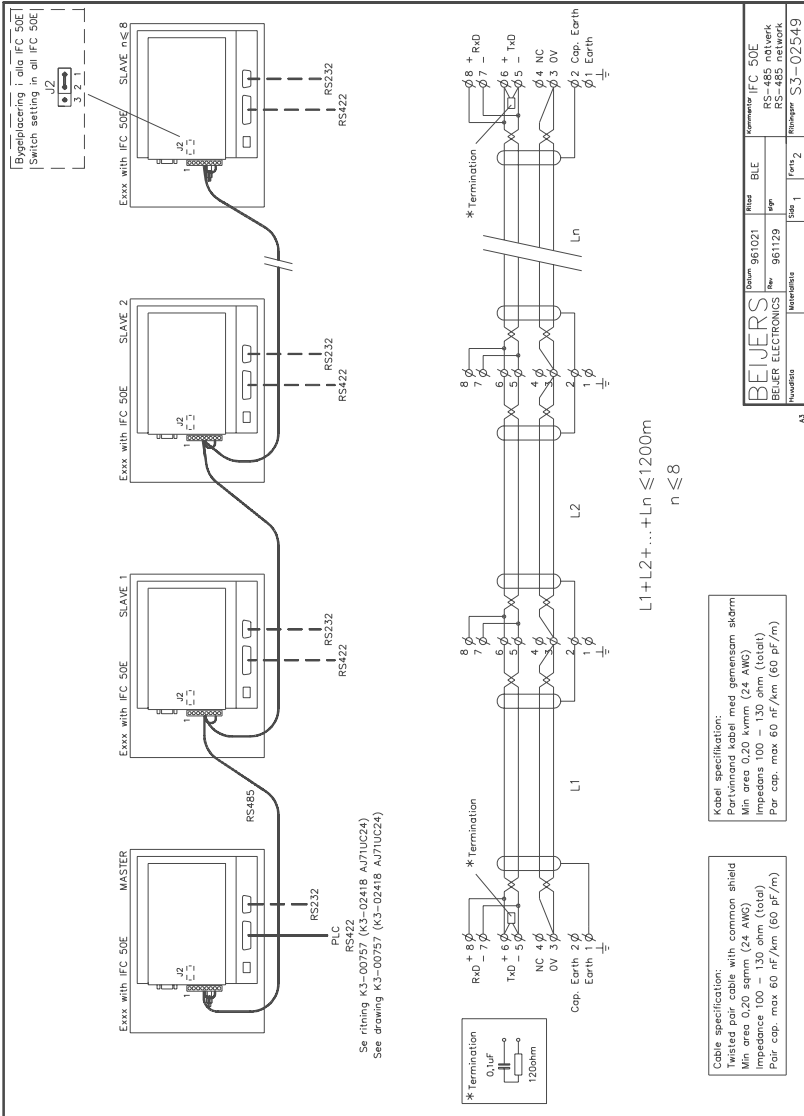 Bygelplacering i alla IFC 50E
Switch setting in all IFC 50E
J2
3 2 1
Exxx with IFC 50E MASTER
J2
1
RS232
PLC
RS422
RS485
Exxx with IFC 50E SLAVE 1
J2
1
RS232
RS422
Exxx with IFC 50E SLAVE 2
J2
1
RS232
RS422
Exxx with IFC 50E SLAVE n≤8
J2
1
RS232
RS422
Se ritning K3-00757 (K3-02418 AJ71UC24)
See drawing K3-00757 (K3-02418 AJ71UC24)
* Termination
0,1uF
120ohm
* Termination
RxD + 8
- 7
TxD + 6
- 5
NC 4
0V 3
Cap. Earth 2
Earth 1
L1
8
7
6
5
4
3
2
1
L2
8
7
6
5
4
3
2
1
Ln
* Termination
8 + RxD
7 -
6 + TxD
5 -
4 NC
3 0V
2 Cap. Earth
1 Earth
L1+L2+...+Ln ≤1200m
n ≤8
Cable specification:
Twisted pair cable with common shield
Min area 0,20 sqmm (24 AWG)
Impedance 100 - 130 ohm (total)
Pair cap. max 60 nF/km (60 pF/m)
Kabel specifikation:
Partvinnand kabel med gemensam skärm
Min area 0,20 kvmm (24 AWG)
Impedans 100 - 130 ohm (totalt)
Par cap. max 60 nF/km (60 pF/m)
BEIJERS
BEIJER ELECTRONICS
Datum 961021
Ritad BLE
Kommentar IFC 50E
RS-485 nätverk
RS-485 network
Rev 961129
sign
Huvudlista
Materiallista
Sida 1
Forts 2
Ritningsnr S3-02549
A3